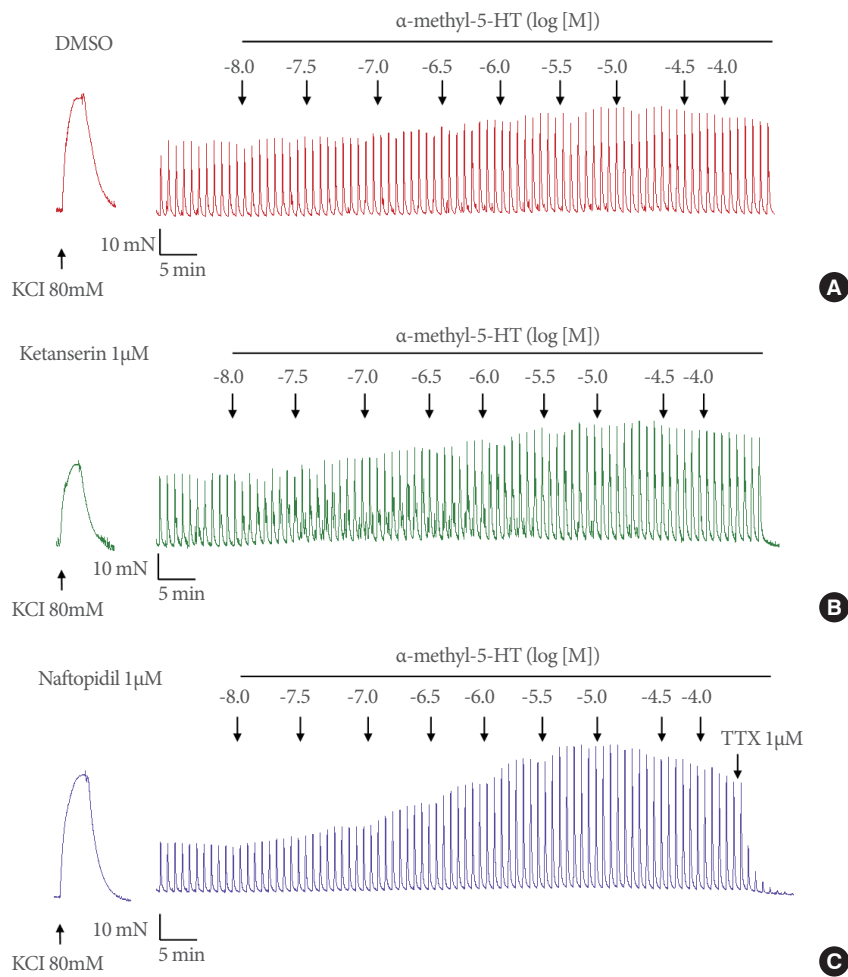 α-methyl-5-HT (log [M])
DMSO
-8.0 -7.5 -7.0 -6.5 -6.0 -5.5 -5.0 -4.5 -4.0
10 mN
5 min
KCI 80mM
A
α-methyl-5-HT (log [M])
Ketanserin 1μM
-8.0 -7.5 -7.0 -6.5 -6.0 -5.5 -5.0 -4.5 -4.0
10 mN
5 min
KCI 80mM
B
α-methyl-5-HT (log [M])
Naftopidil 1μM
-8.0 -7.5 -7.0 -6.5 -6.0 -5.5 -5.0 -4.5 -4.0
TTX 1μM
10 mN
5 min
KCI 80mM
C